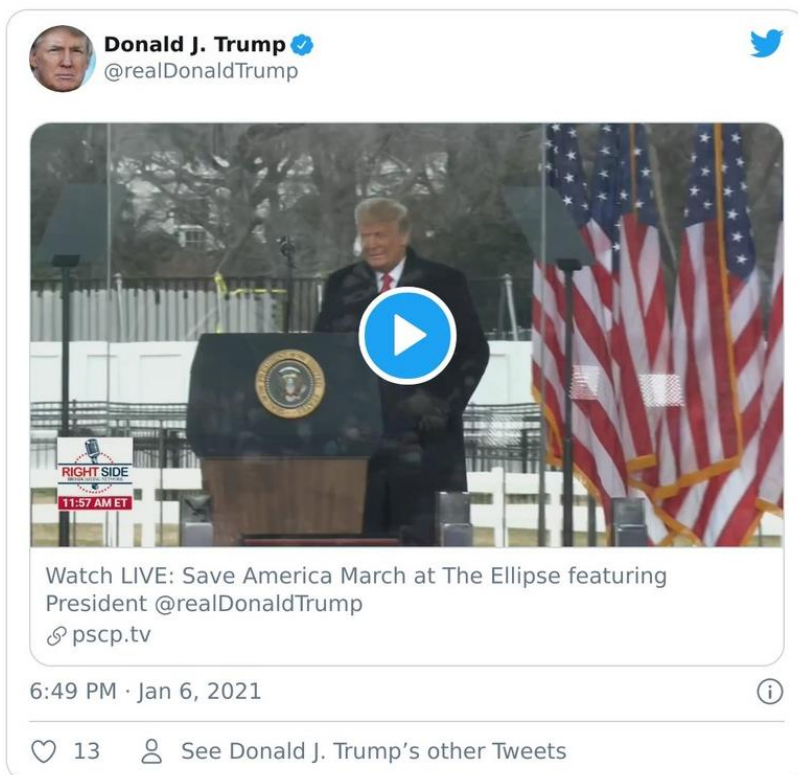 Donald J. Trump
@realDonaldTrump
RIGHT SIDE
11:57 AM ET
Watch LIVE: Save America March at The Ellipse featuring
President @realDonaldTrump
pscp.tv
6:49 PM · Jan 6, 2021
13
See Donald J. Trump’s other Tweets